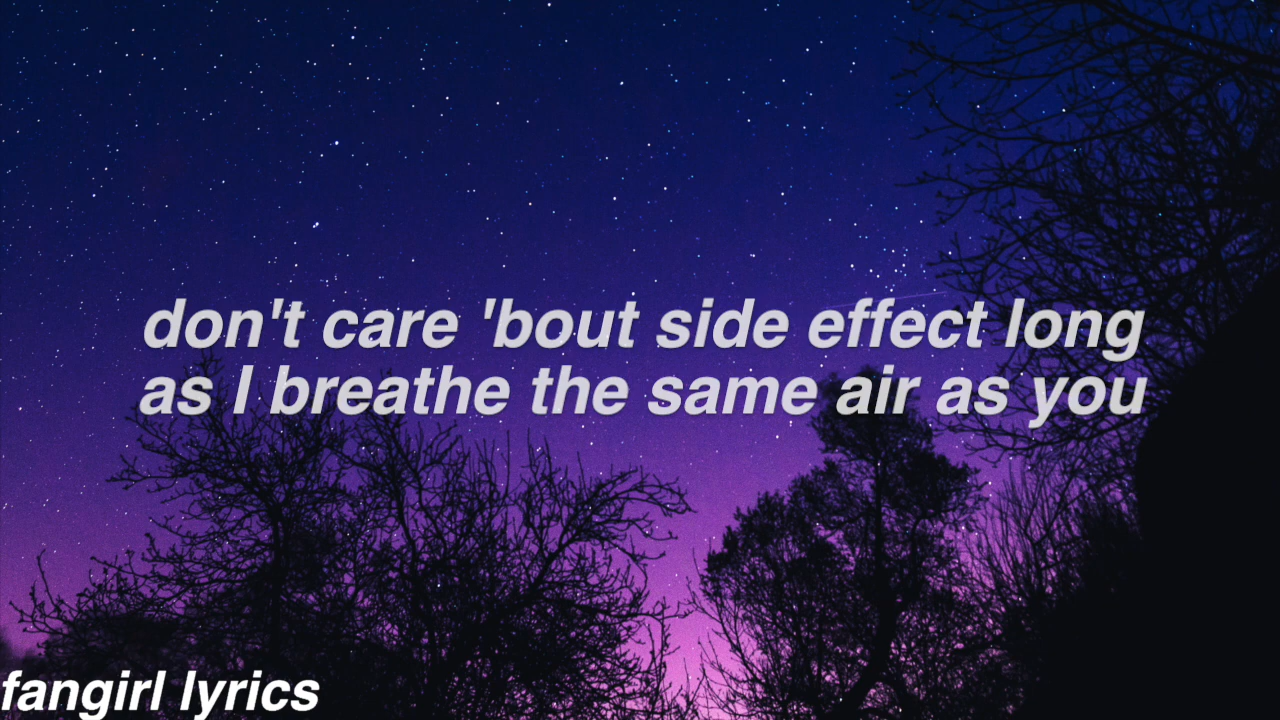 don't care 'bout side effect long
as I breathe the same air as you
fangirl lyrics